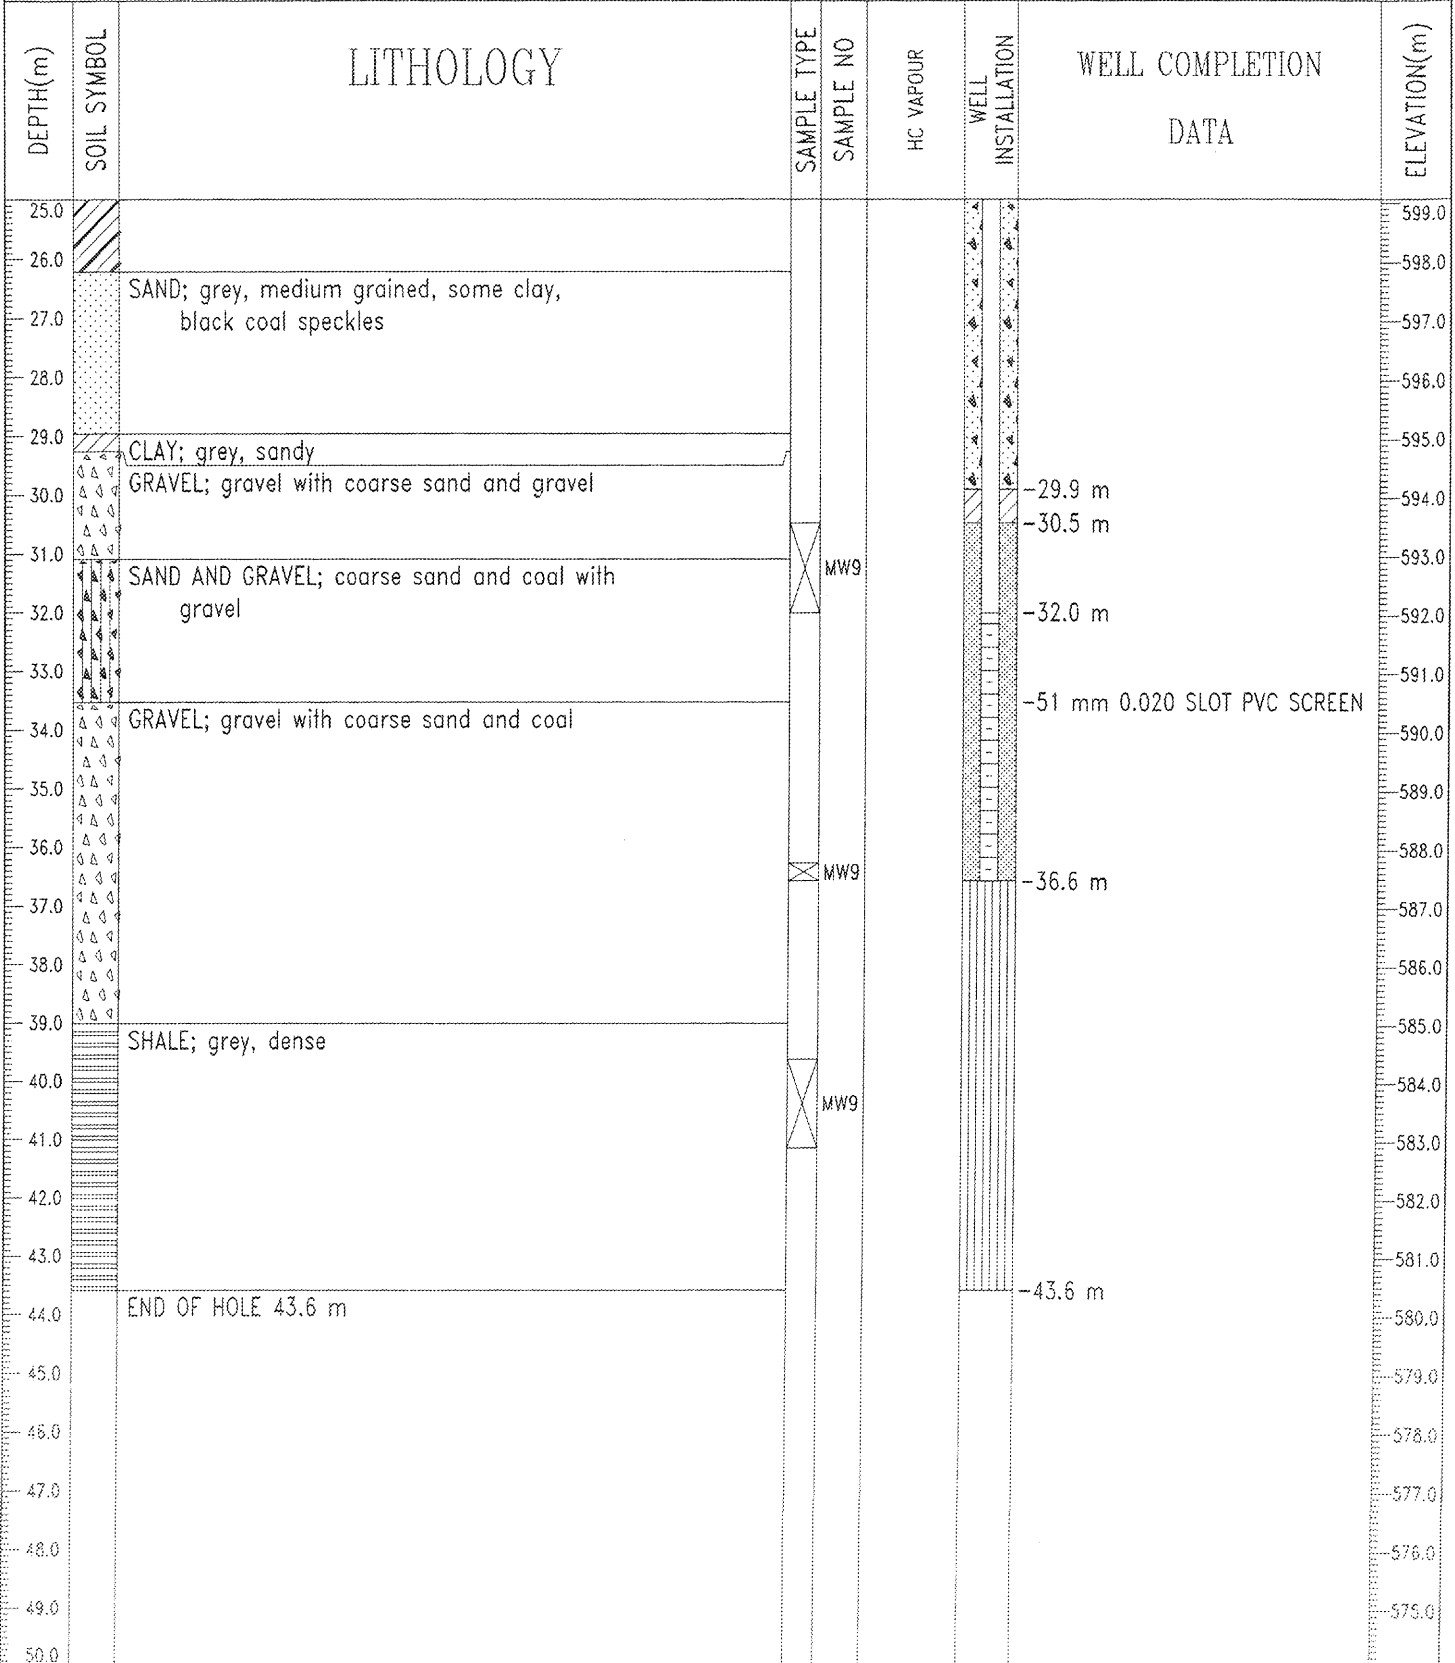 DEPTH(m)
SOIL SYMBOL
LITHOLOGY
SAMPLE TYPE
SAMPLE NO
HC VAPOUR
WELL
INSTALLATION
WELL COMPLETION
DATA
ELEVATION(m)
25.0
26.0
27.0
28.0
29.0
30.0
31.0
32.0
33.0
34.0
35.0
36.0
37.0
38.0
39.0
40.0
41.0
42.0
43.0
44.0
45.0
46.0
47.0
48.0
49.0
50.0
SAND; grey, medium grained, some clay,
black coal speckles
CLAY; grey, sandy
GRAVEL; gravel with coarse sand and gravel
SAND AND GRAVEL; coarse sand and coal with
gravel
GRAVEL; gravel with coarse sand and coal
SHALE; grey, dense
END OF HOLE 43.6 m
MW9
MW9
MW9
-29.9 m
-30.5 m
-32.0 m
-51 mm 0.020 SLOT PVC SCREEN
-36.6 m
-43.6 m
599.0
598.0
597.0
596.0
595.0
594.0
593.0
592.0
591.0
590.0
589.0
588.0
587.0
586.0
585.0
584.0
583.0
582.0
581.0
580.0
579.0
578.0
577.0
576.0
575.0